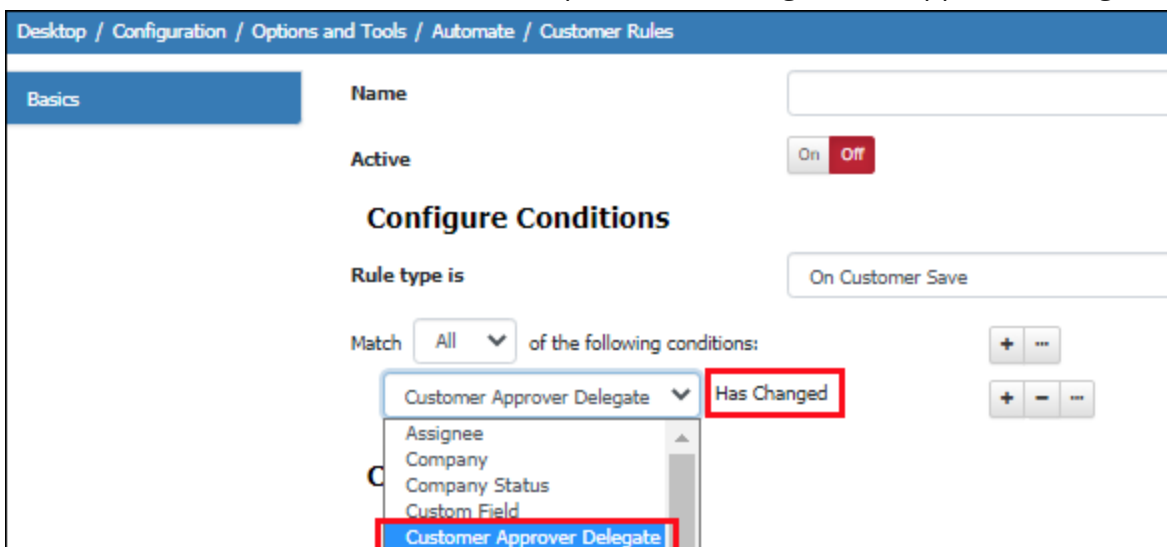 Desktop / Configuration / Options and Tools / Automate / Customer Rules
Basics
Name
Active
On Off
Configure Conditions
Rule type is
On Customer Save
Match All of the following conditions:
+ ...
Customer Approver Delegate Has Changed
+ − ...
Assignee
Company
Company Status
C
Custom Field
Customer Approver Delegate